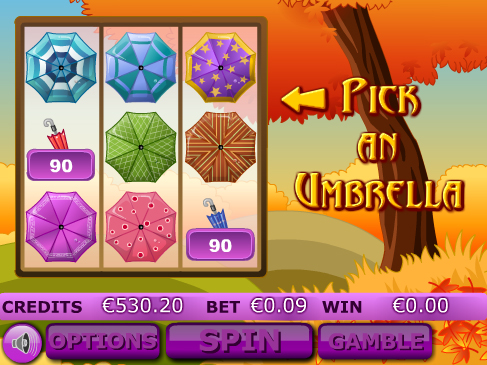 PICK
AN
UMBRELLA
90
90
CREDITS €530.20 BET €0.09 WIN €0.00
OPTIONS SPIN GAMBLE